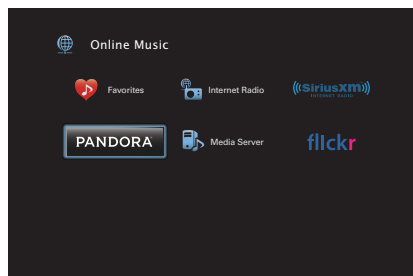 Online Music
Favorites
Internet Radio
((SiriusXM))
INTERNET RADIO
PANDORA
Media Server
flickr